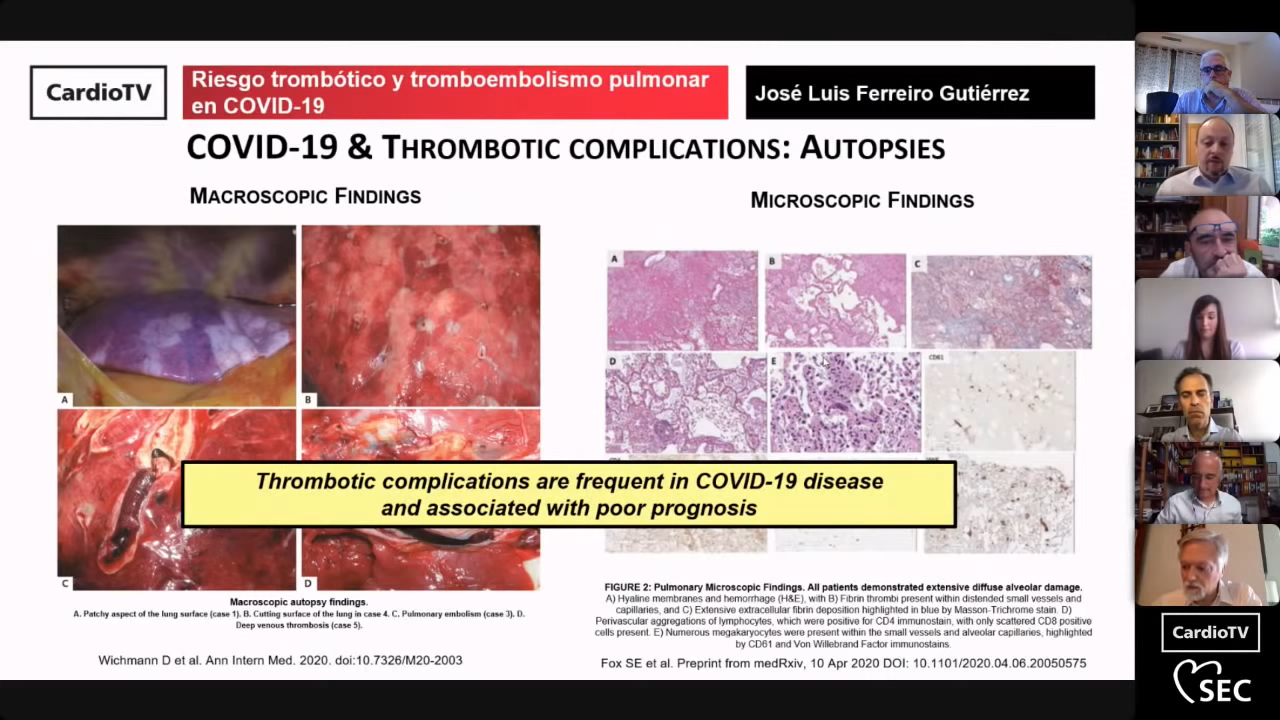 CardioTV
Riesgo trombótico y tromboembolismo pulmonar
en COVID-19
José Luis Ferreiro Gutiérrez
COVID-19 & THROMBOTIC COMPLICATIONS: AUTOPSIES
MACROSCOPIC FINDINGS
MICROSCOPIC FINDINGS
A
B
C
D
A
B
C
D
E
CD61
Thrombotic complications are frequent in COVID-19 disease
and associated with poor prognosis
Macroscopic autopsy findings.
A. Patchy aspect of the lung surface (case 1). B. Cutting surface of the lung in case 4. C. Pulmonary embolism (case 3). D.
Deep venous thrombosis (case 5).
Wichmann D et al. Ann Intern Med. 2020. doi:10.7326/M20-2003
FIGURE 2: Pulmonary Microscopic Findings. All patients demonstrated extensive diffuse alveolar damage.
A) Hyaline membranes and hemorrhage (H&E), with B) Fibrin thrombi present within distended small vessels and
capillaries, and C) Extensive extracellular fibrin deposition highlighted in blue by Masson-Trichrome stain. D)
Perivascular aggregations of lymphocytes, which were positive for CD4 immunostain, with only scattered CD8 positive
cells present. E) Numerous megakaryocytes were present within the small vessels and alveolar capillaries, highlighted
by CD61 and Von Willebrand Factor immunostains.
Fox SE et al. Preprint from medRxiv, 10 Apr 2020 DOI: 10.1101/2020.04.06.20050575
CardioTV
SEC